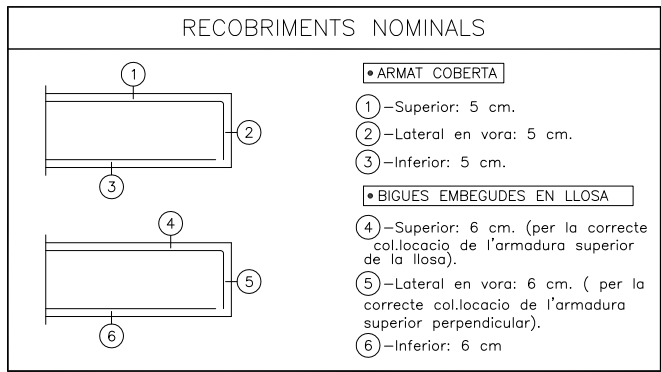 RECOBRIMENTS NOMINALS
1
2
3
• ARMAT COBERTA
1 -Superior: 5 cm.
2 -Lateral en vora: 5 cm.
3 -Inferior: 5 cm.
4
5
6
• BIGUES EMBEGUDES EN LLOSA
4 -Superior: 6 cm. (per la correcte
col.locacio de l'armadura superior
de la llosa).
5 -Lateral en vora: 6 cm. ( per la
correcte col.locacio de l'armadura
superior perpendicular).
6 -Inferior: 6 cm